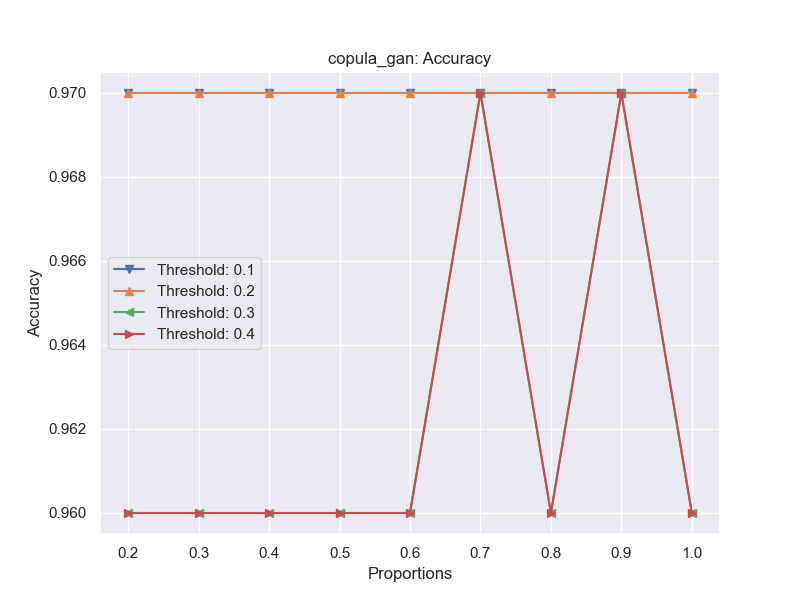 copula_gan: Accuracy
0.970
0.968
0.966
0.964
0.962
0.960
Accuracy
Threshold: 0.1
Threshold: 0.2
Threshold: 0.3
Threshold: 0.4
0.2 0.3 0.4 0.5 0.6 0.7 0.8 0.9 1.0
Proportions